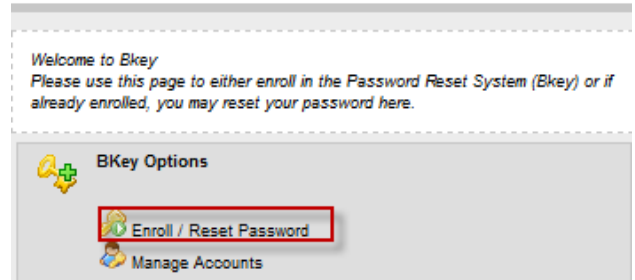 Welcome to Bkey
Please use this page to either enroll in the Password Reset System (Bkey) or if
already enrolled, you may reset your password here.
BKey Options
Enroll / Reset Password
Manage Accounts